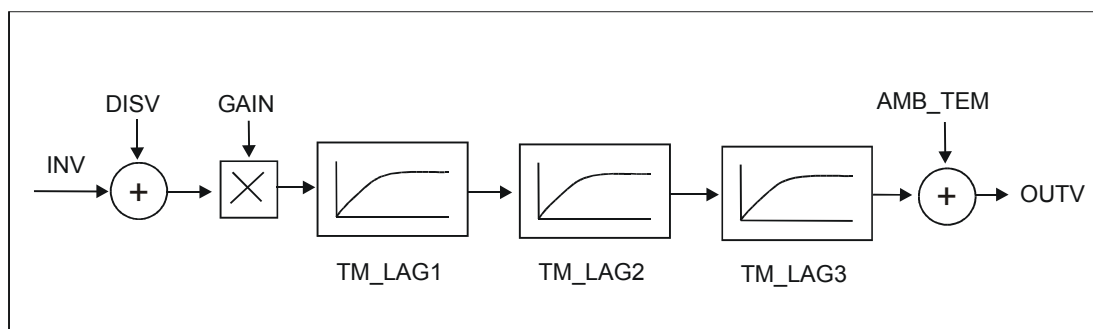 DISV
GAIN
AMB_TEM
INV
+
+
OUTV
TM_LAG1
TM_LAG2
TM_LAG3